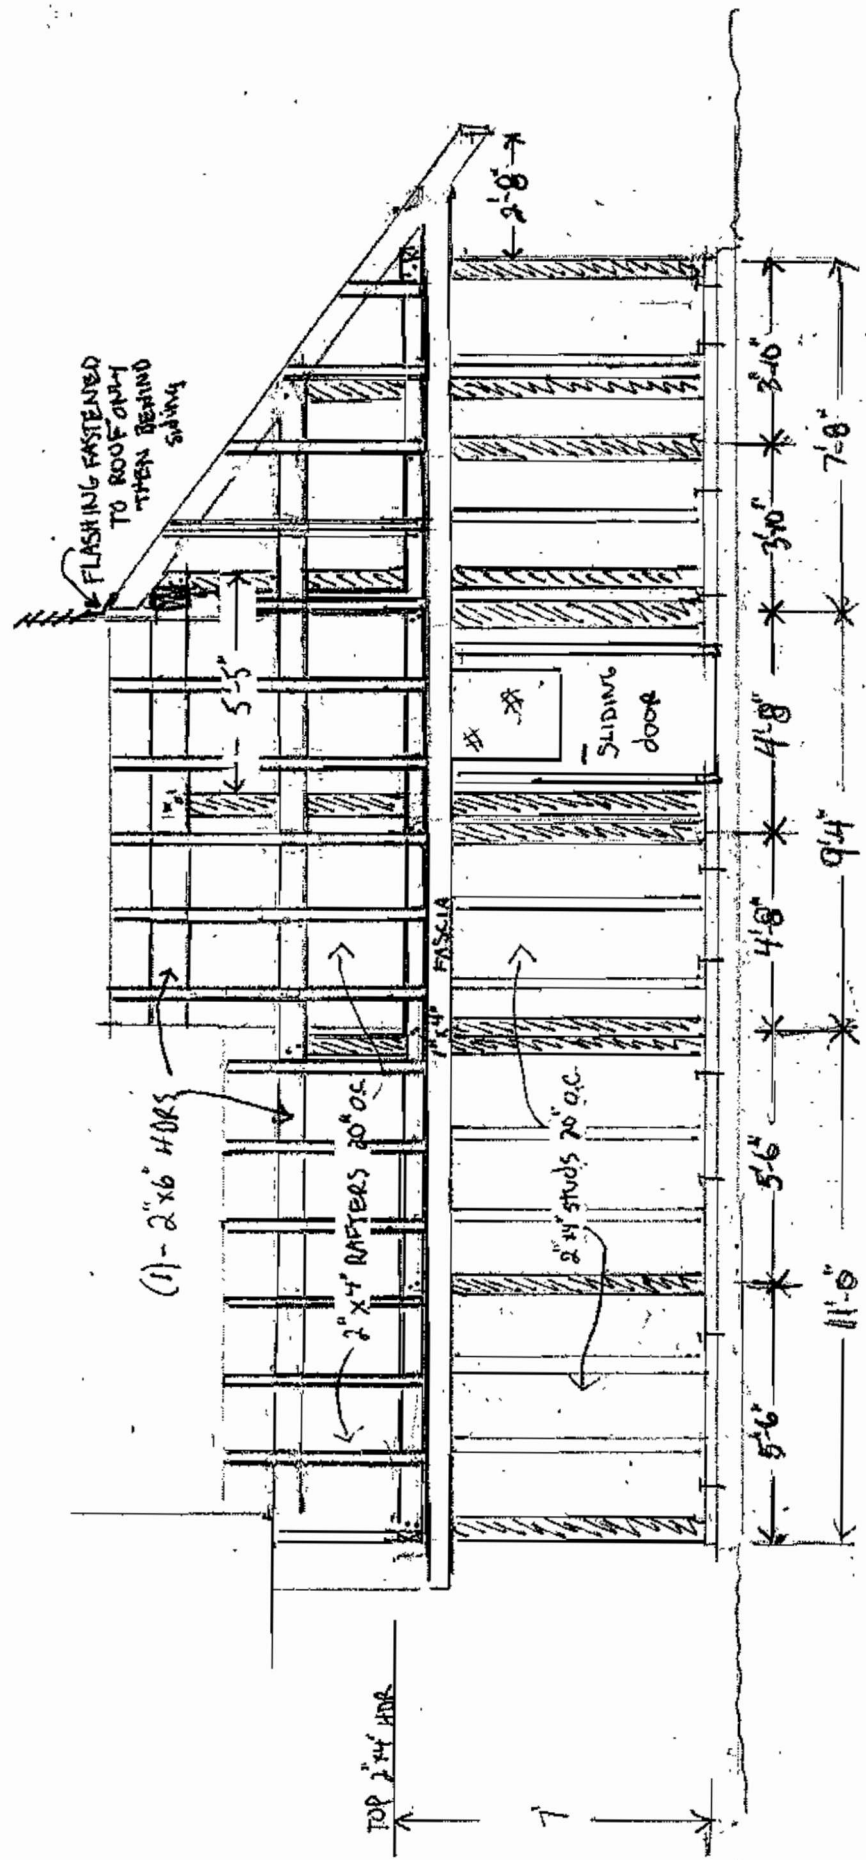 FLASHING FASTENED
TO ROOF ONLY
THEN BEHIND
SIDING
5'-5"
(1)-2"x6" HDRS
2'-8"
2"x4" RAFTERS 20" O.C.
1"x4" FASCIA
SLIDING
DOOR
2"x4" STUDS 20" O.C.
TOP 2"x4" HDR
7'
5'-6"
5'-6"
4'-8"
4'-8"
3'-10"
3'-10"
11'-0"
9'-4"
7'-8"